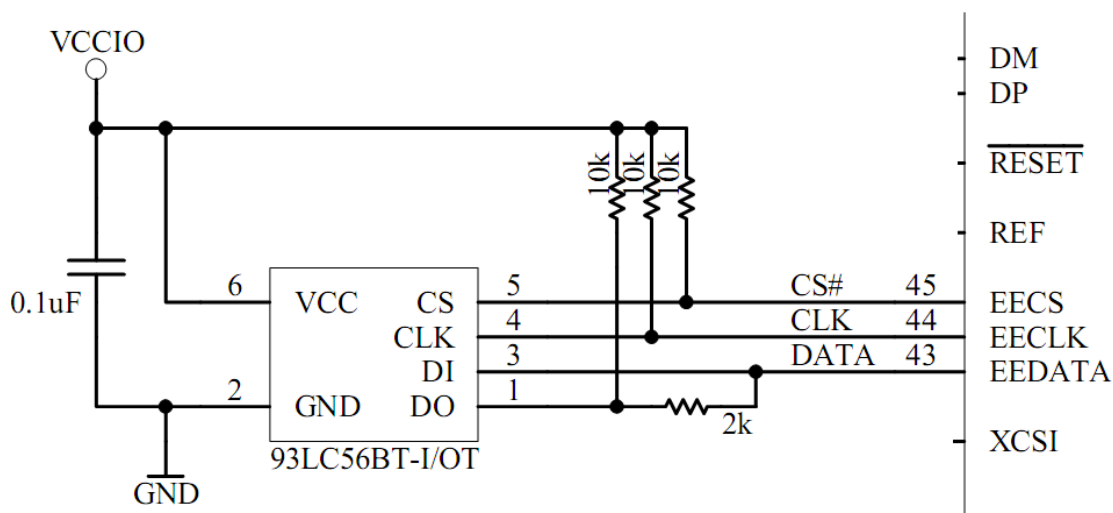 VCCIO
DM
DP
RESET
REF
10k 10k 10k
0.1uF
6 VCC CS 5 CS# 45 EECS
CLK 4 CLK 44 EECLK
DI 3 DATA 43 EEDATA
2 GND DO 1 2k
93LC56BT-I/OT
XCSI
GND